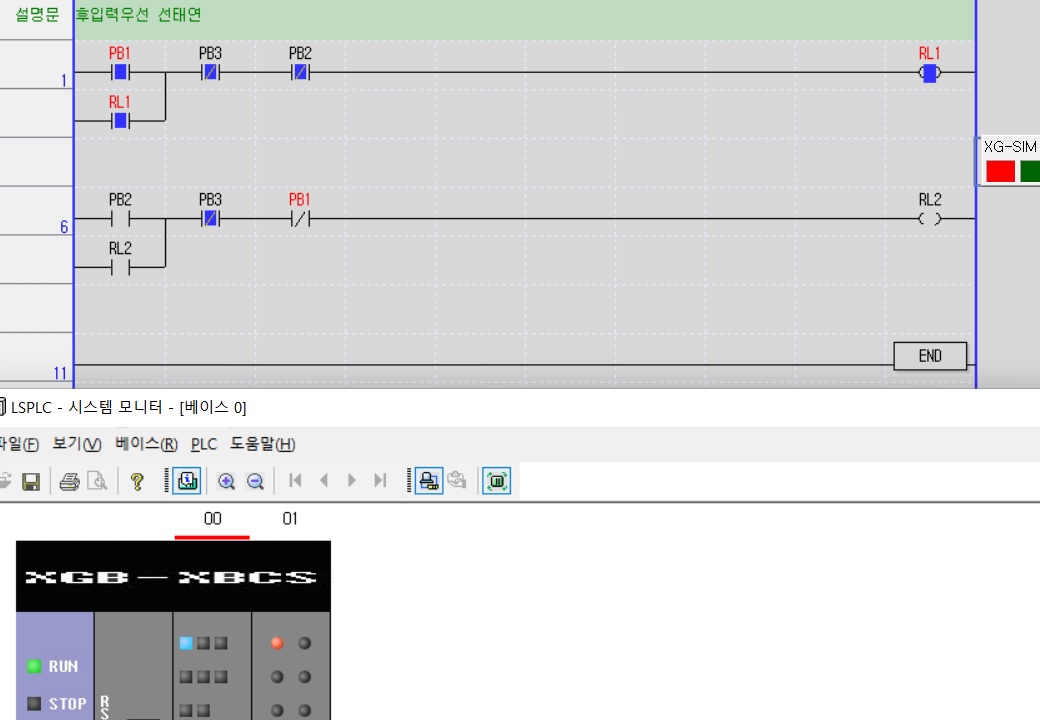 설명문 후입력우선 선태연
PB1 PB3 PB2 RL1
1
RL1
XG-SIM
PB2 PB3 PB1 RL2
6
RL2
END
11
LSPLC - 시스템 모니터 - [베이스 0]
파일(F) 보기(V) 베이스(R) PLC 도움말(H)
00 01
XGB-XBCS
RUN
STOP
RS